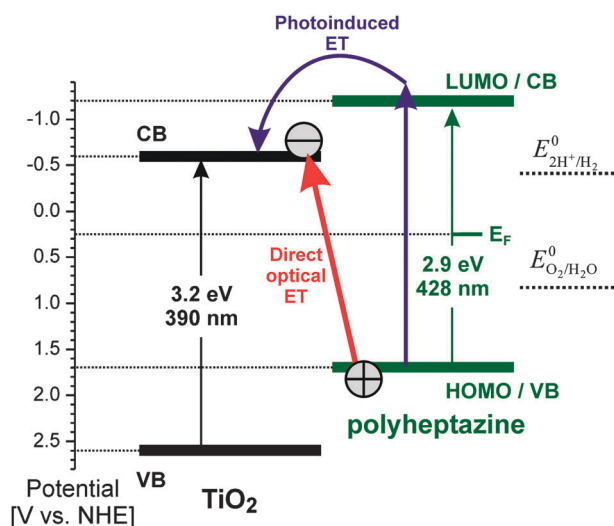 Photoinduced
ET
LUMO / CB
-1.0
CB
-0.5
E⁰2H⁺/H₂
0.0
EF
0.5
Direct
optical
ET
2.9 eV
428 nm
E⁰O₂/H₂O
3.2 eV
390 nm
1.0
1.5
2.0
HOMO / VB
polyheptazine
2.5
VB
Potential
[V vs. NHE]
TiO₂